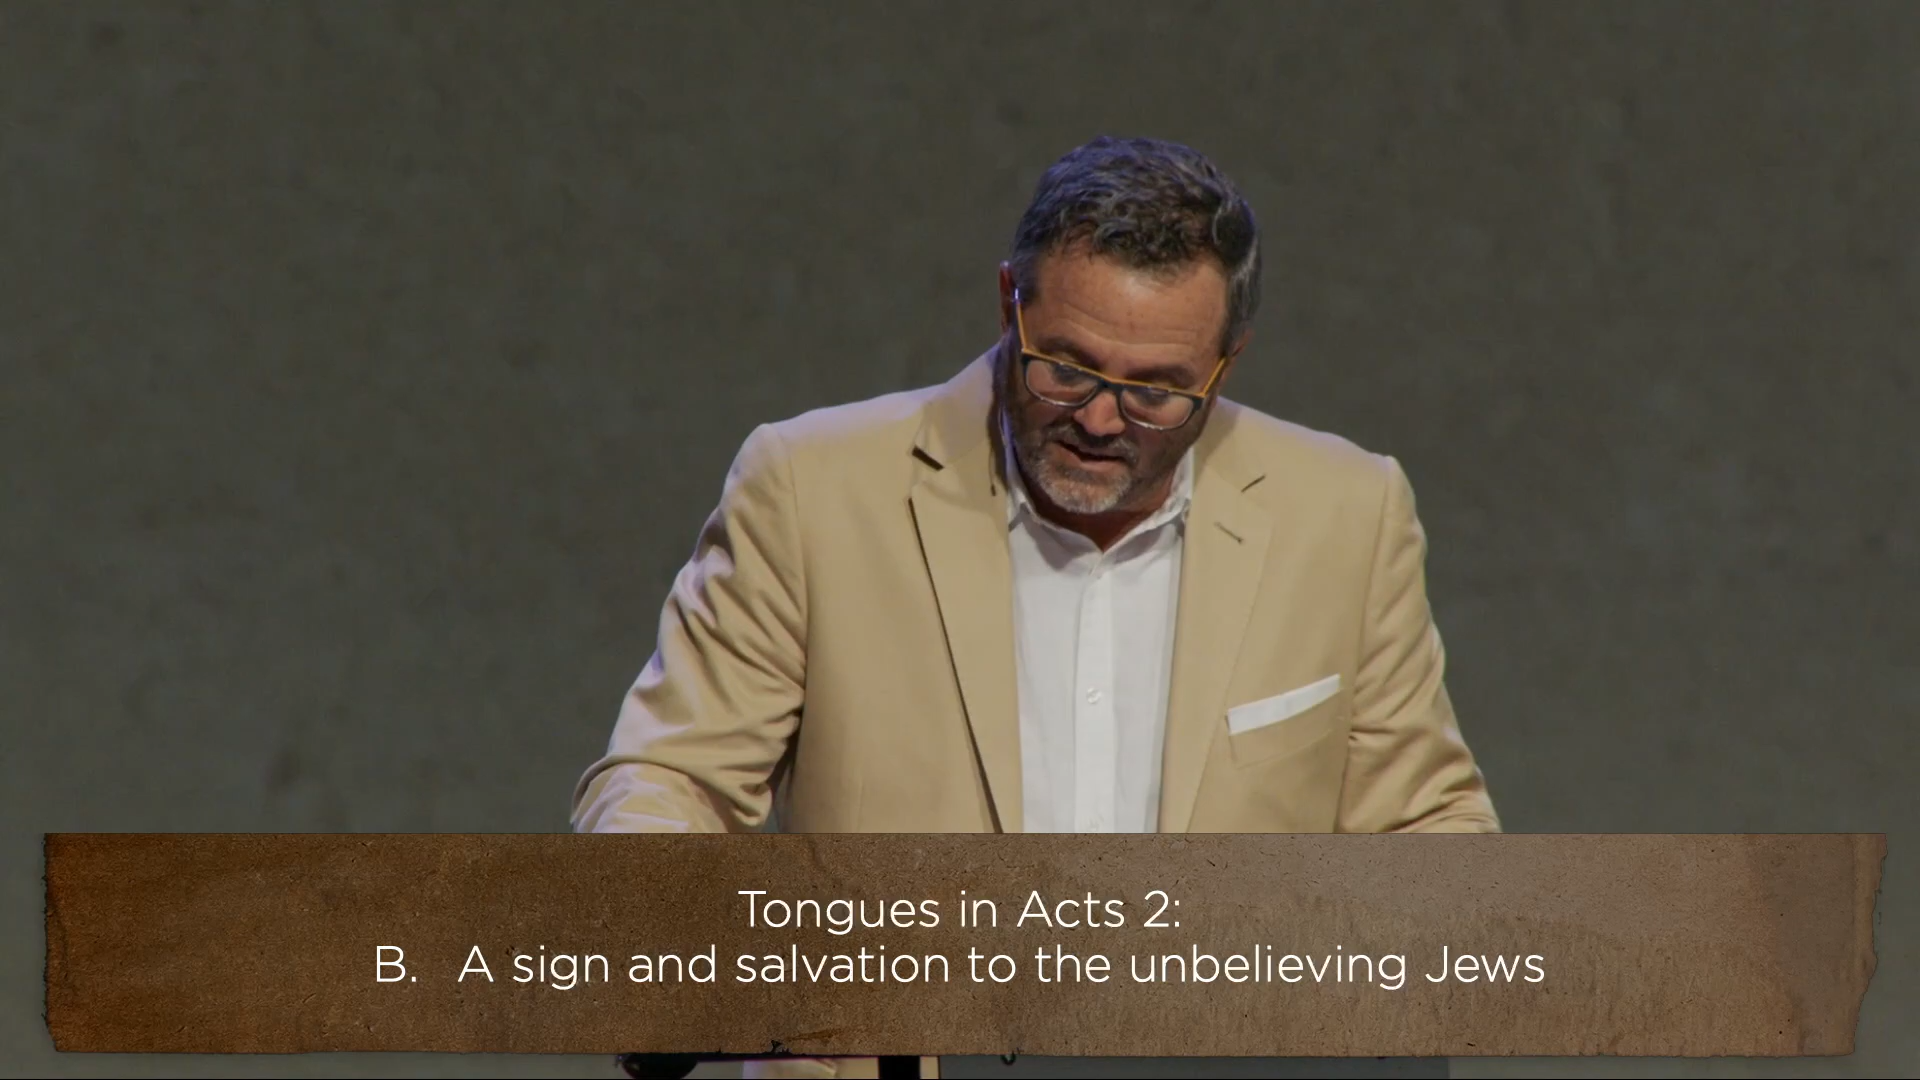 Tongues in Acts 2:
B. A sign and salvation to the unbelieving Jews